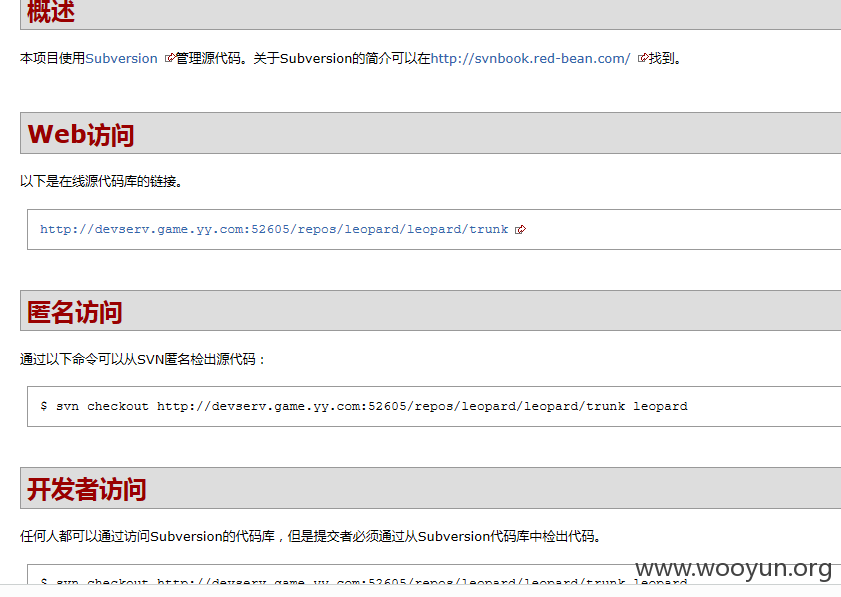 概述
本项目使用Subversion 管理源代码。关于Subversion的简介可以在http://svnbook.red-bean.com/ 找到。
Web访问
以下是在线源代码库的链接。
http://devserv.game.yy.com:52605/repos/leopard/leopard/trunk
匿名访问
通过以下命令可以从SVN匿名检出源代码：
$ svn checkout http://devserv.game.yy.com:52605/repos/leopard/leopard/trunk leopard
开发者访问
任何人都可以通过访问Subversion的代码库，但是提交者必须通过从Subversion代码库中检出代码。
$ svn checkout http://devserv.game.yy.com:52605/repos/leopard/leopard/trunk leopard
www.wooyun.org